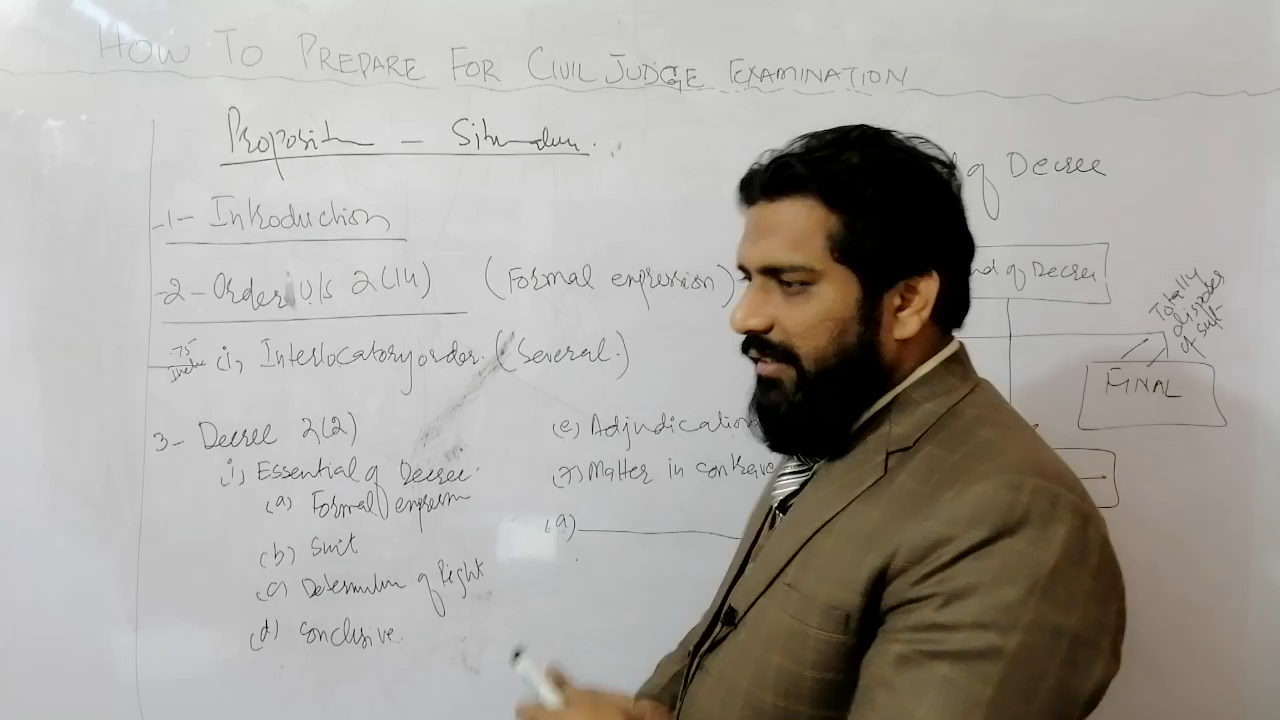 HOW TO PREPARE FOR CIVIL JUDGE EXAMINATION
Proposition - Situation.
-1- Introduction
-2- Order U/s 2(14) (Formal expression)
(i) Interlocatory order. (Several.)
3- Decree 2(2)
(i) Essential of Decree.
(a) Formal expression
(b) Suit
(c) Determination of Right
(d) Conclusive.
(e) Adjudication
(f) Matter in
(g)
of Decree
of Decree
Totally
disposes
of suit
FINAL